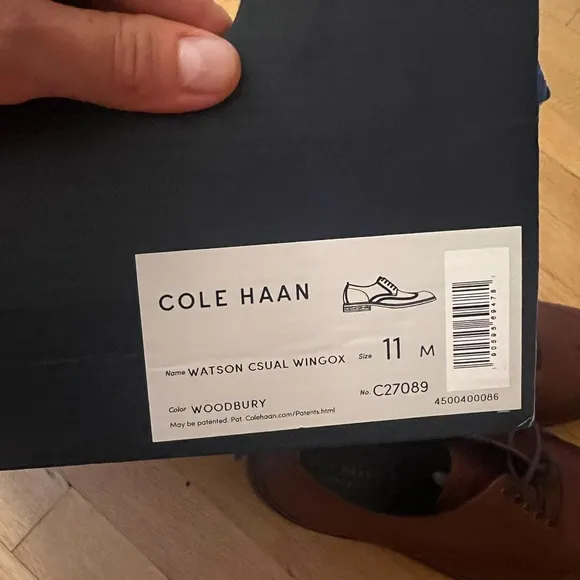 COLE HAAN
Name WATSON CSUAL WINGOX
Size 11 M
Color WOODBURY
No. C27089
May be patented. Pat. Colehaan.com/Patents.html
4500400086